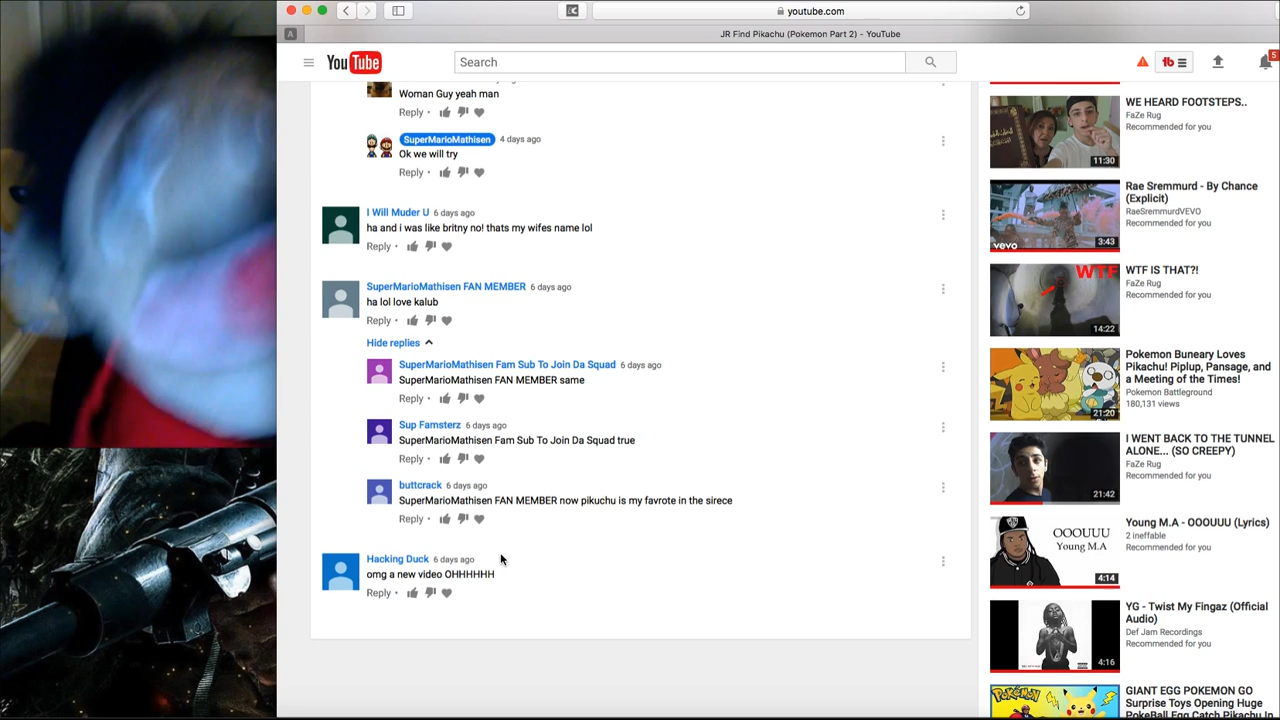 youtube.com
JR Find Pikachu (Pokemon Part 2) - YouTube
A
YouTube
Search
tb
5
Woman Guy yeah man
Reply •
SuperMarioMathisen 4 days ago
Ok we will try
Reply •
I Will Muder U 6 days ago
ha and i was like britny no! thats my wifes name lol
Reply •
SuperMarioMathisen FAN MEMBER 6 days ago
ha lol love kalub
Reply •
Hide replies
SuperMarioMathisen Fam Sub To Join Da Squad 6 days ago
SuperMarioMathisen FAN MEMBER same
Reply •
Sup Famsterz 6 days ago
SuperMarioMathisen Fam Sub To Join Da Squad true
Reply •
buttcrack 6 days ago
SuperMarioMathisen FAN MEMBER now pikuchu is my favrote in the sirece
Reply •
Hacking Duck 6 days ago
omg a new video OHHHHHH
Reply •
WE HEARD FOOTSTEPS..
FaZe Rug
Recommended for you
11:30
Rae Sremmurd - By Chance
(Explicit)
RaeSremmurdVEVO
Recommended for you
vevo
3:43
WTF IS THAT?!
FaZe Rug
Recommended for you
WTF
14:22
Pokemon Buneary Loves
Pikachu! Piplup, Pansage, and
a Meeting of the Times!
Pokemon Battleground
180,131 views
21:20
I WENT BACK TO THE TUNNEL
ALONE... (SO CREEPY)
FaZe Rug
Recommended for you
21:42
Young M.A - OOOUUU (Lyrics)
2 ineffable
Recommended for you
OOOUUU
Young M.A
4:14
YG - Twist My Fingaz (Official
Audio)
Def Jam Recordings
Recommended for you
4:16
GIANT EGG POKEMON GO
Surprise Toys Opening Huge
PokeBall Egg Catch Pikachu In
POKÉMON